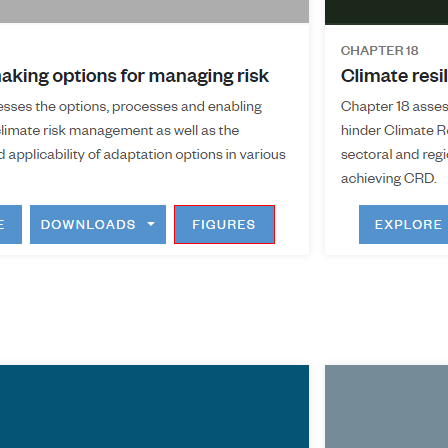 aking options for managing risk
esses the options, processes and enabling
limate risk management as well as the
d applicability of adaptation options in various
E
DOWNLOADS
FIGURES
CHAPTER 18
Climate resil
Chapter 18 asses
hinder Climate R
sectoral and regi
achieving CRD.
EXPLORE